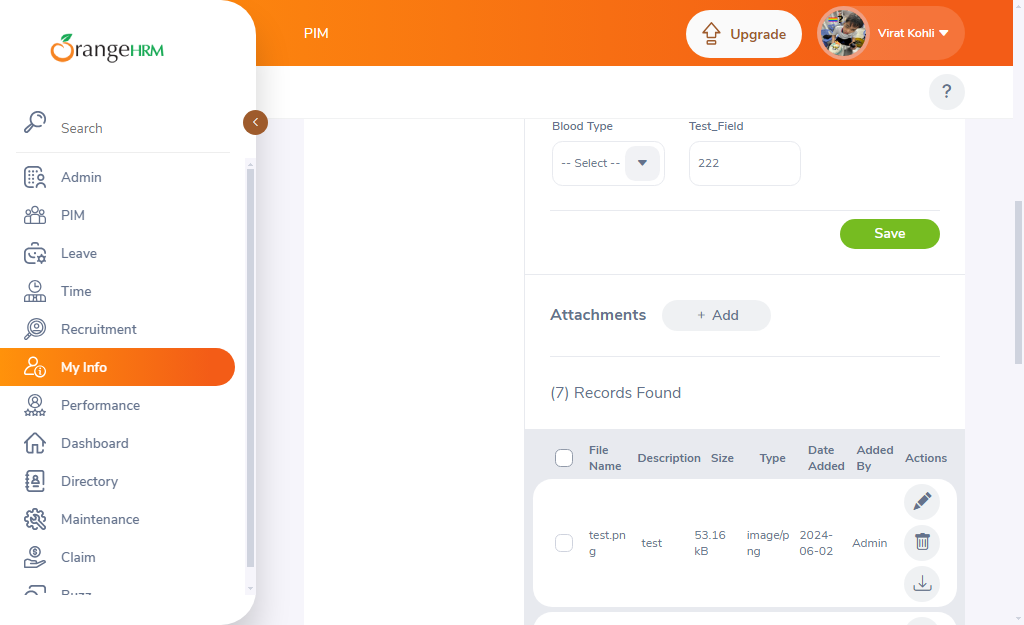 OrangeHRM
PIM
Upgrade
Virat Kohli
?
Search
Admin
PIM
Leave
Time
Recruitment
My Info
Performance
Dashboard
Directory
Maintenance
Claim
Buzz
Blood Type
Test_Field
-- Select --
222
Save
Attachments
+ Add
(7) Records Found
File
Name
Description
Size
Type
Date
Added
Added
By
Actions
test.pn
g
test
53.16
kB
image/p
ng
2024-
06-02
Admin